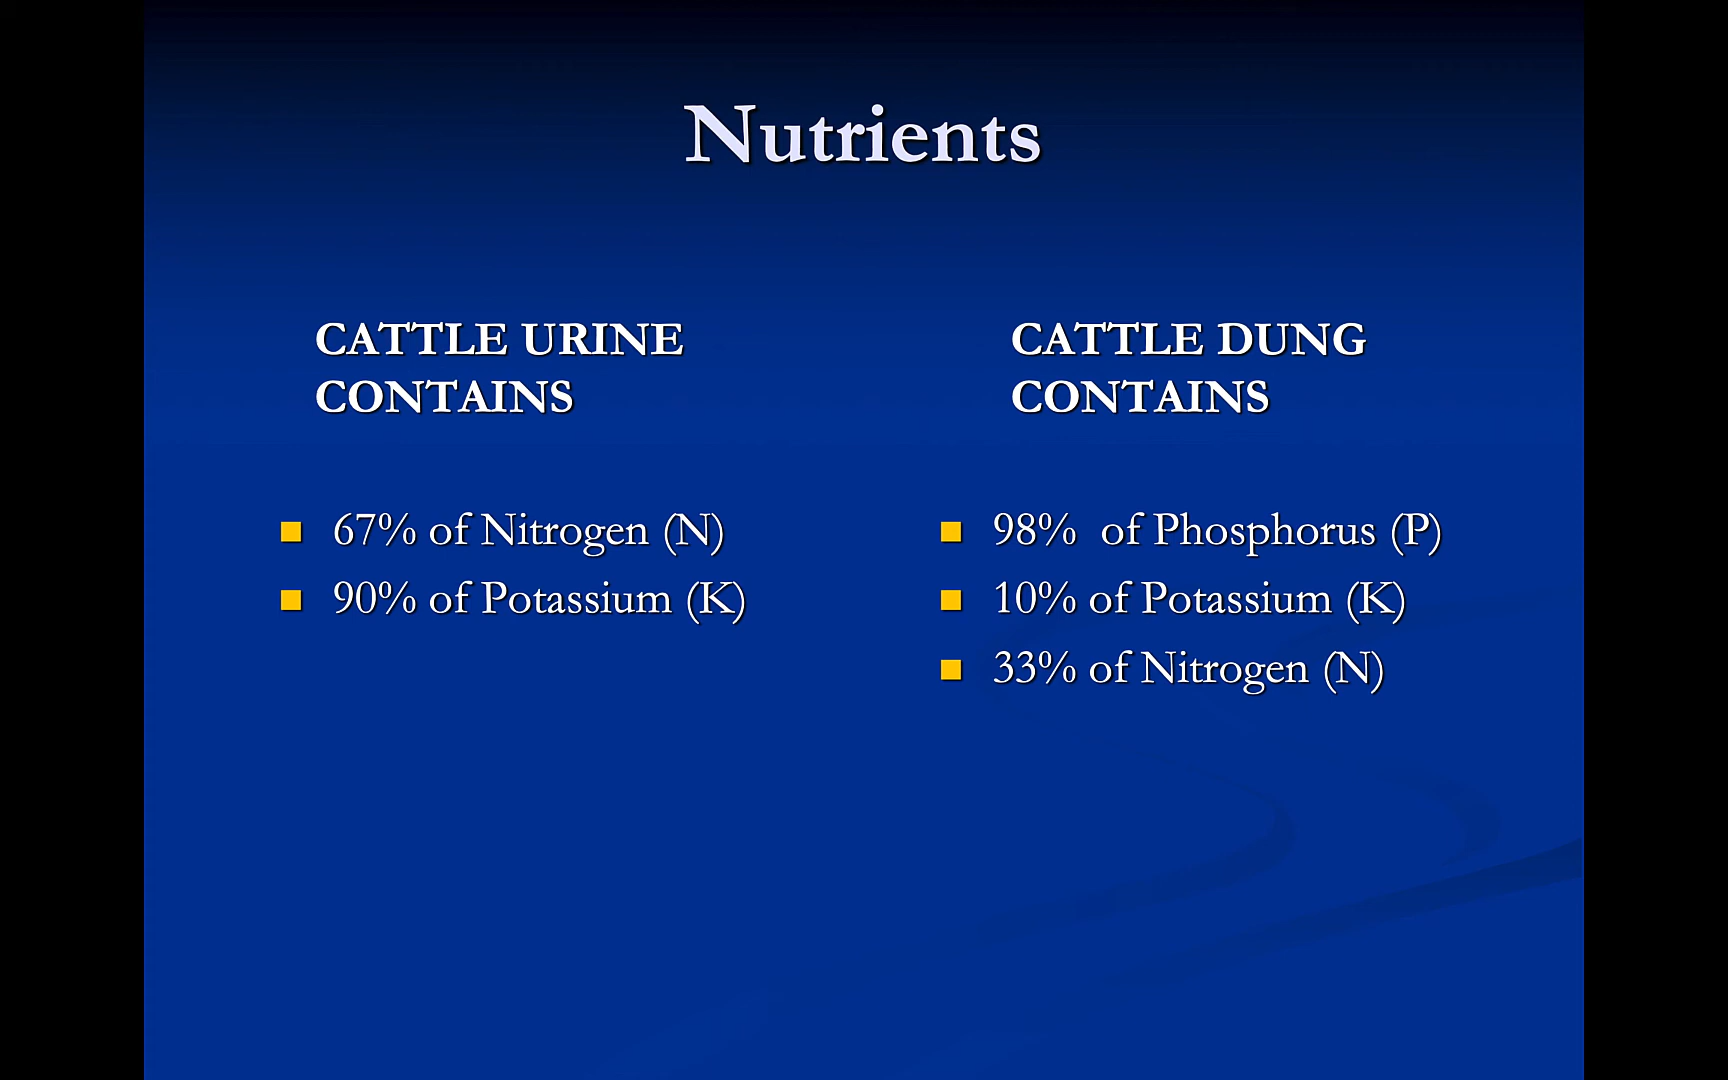 Nutrients
CATTLE URINE
CONTAINS
67% of Nitrogen (N)
90% of Potassium (K)
CATTLE DUNG
CONTAINS
98% of Phosphorus (P)
10% of Potassium (K)
33% of Nitrogen (N)